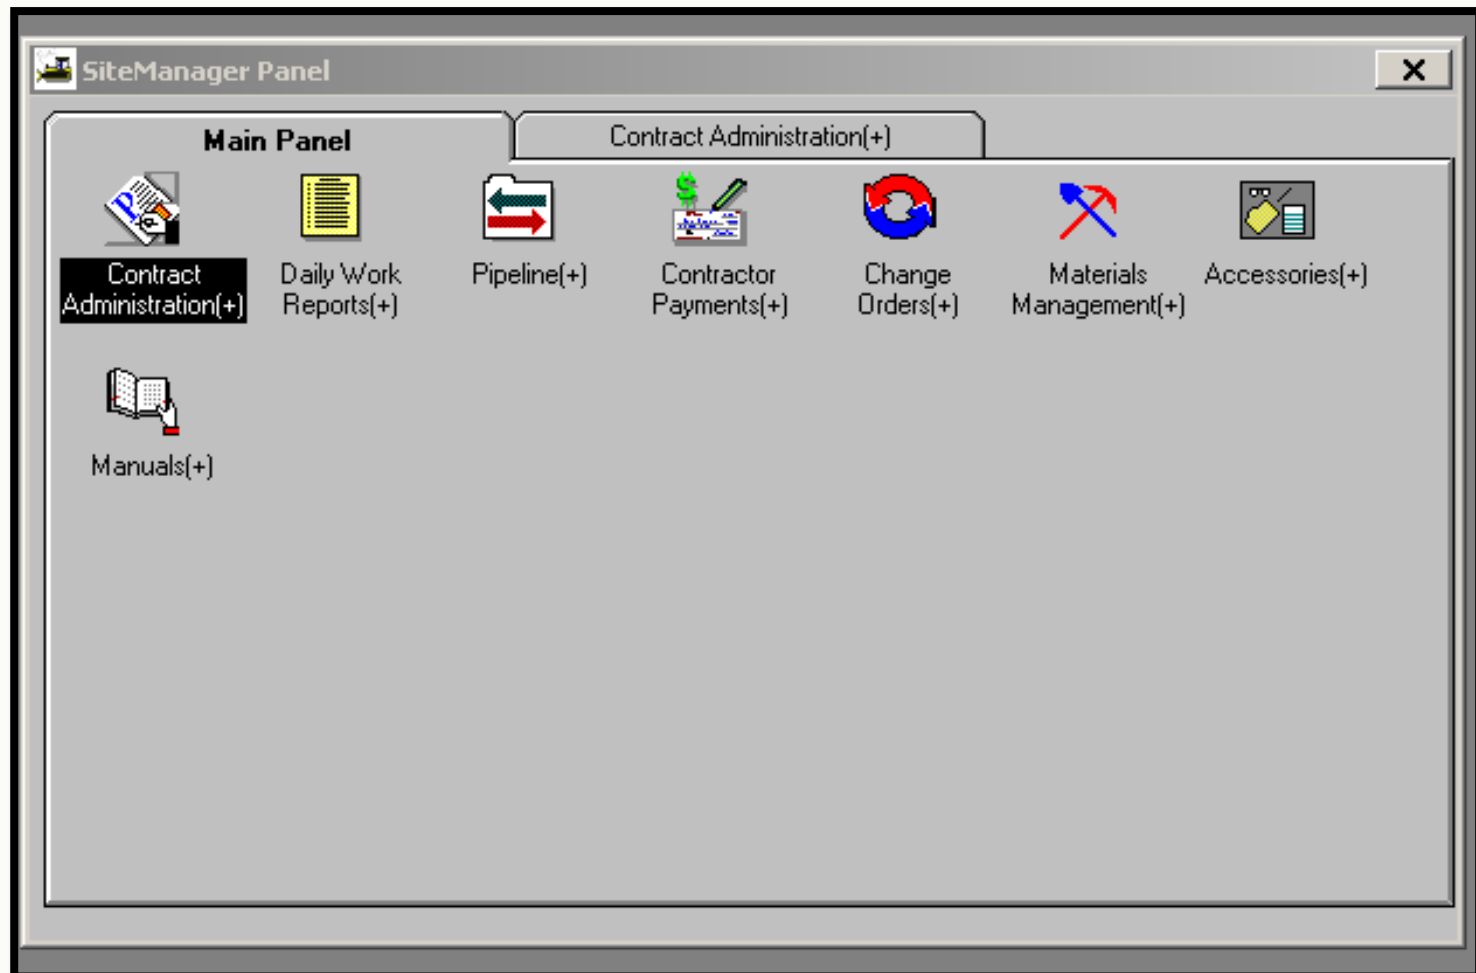 SiteManager Panel
Main Panel
Contract Administration(+)
Contract
Administration(+)
Daily Work
Reports(+)
Pipeline(+)
Contractor
Payments(+)
Change
Orders(+)
Materials
Management(+)
Accessories(+)
Manuals(+)